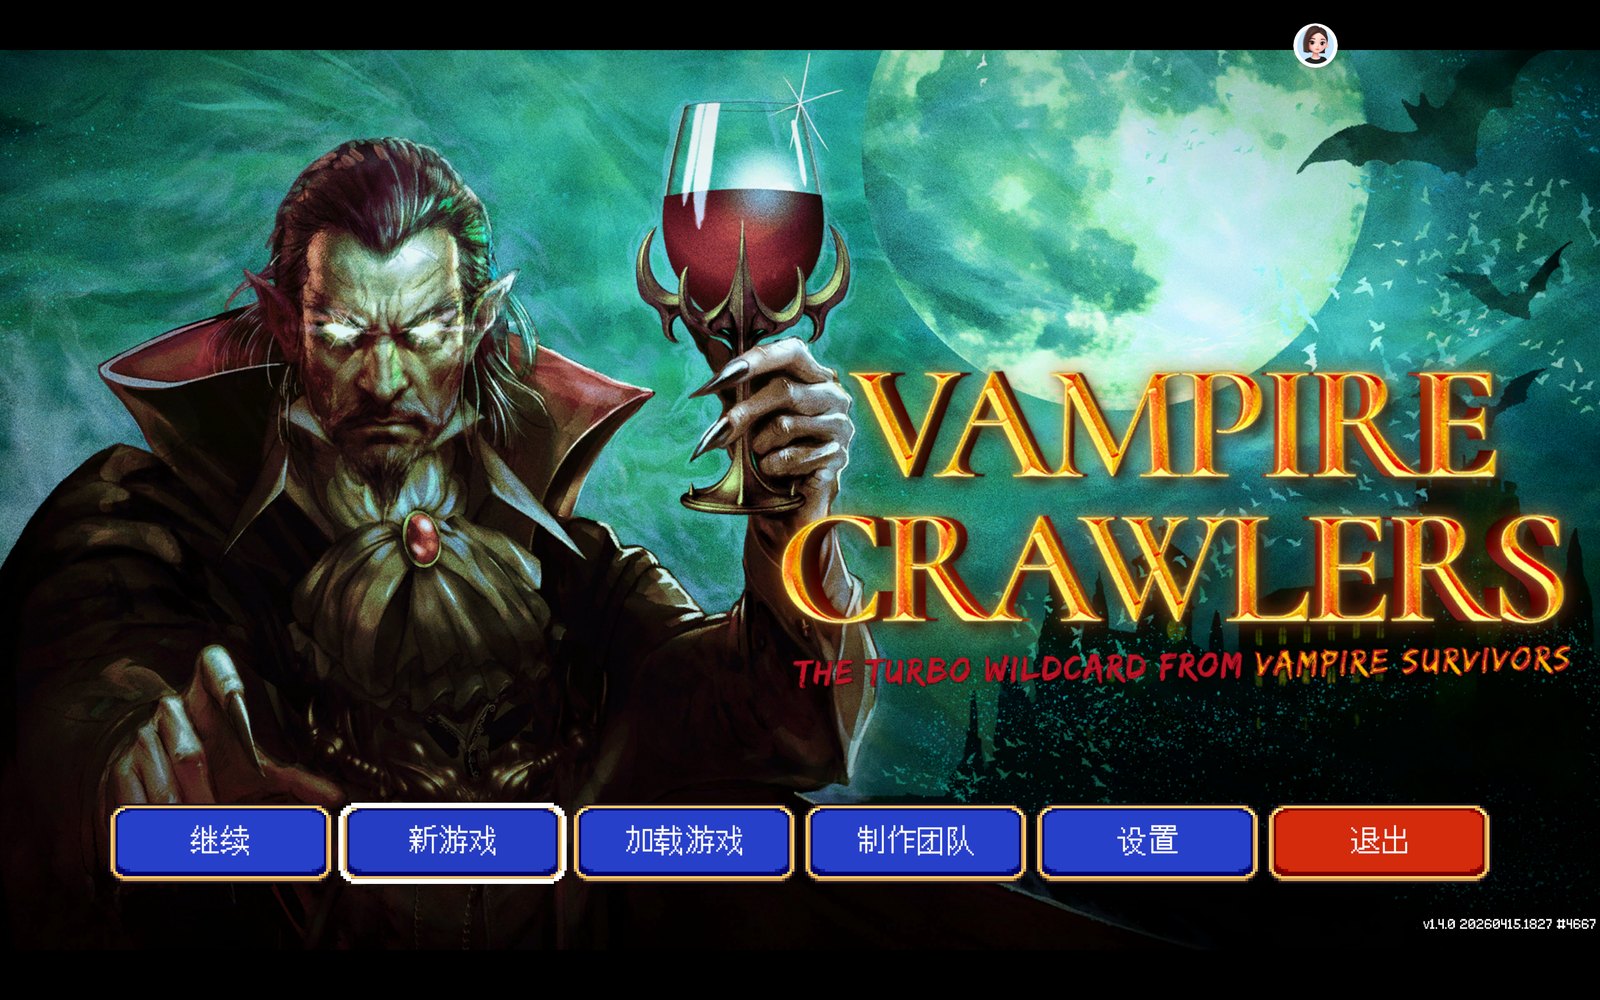 VAMPIRE
CRAWLERS
THE TURBO WILDCARD FROM VAMPIRE SURVIVORS
继续
新游戏
加载游戏
制作团队
设置
退出
v1.4.0 20260415.1827 #4667